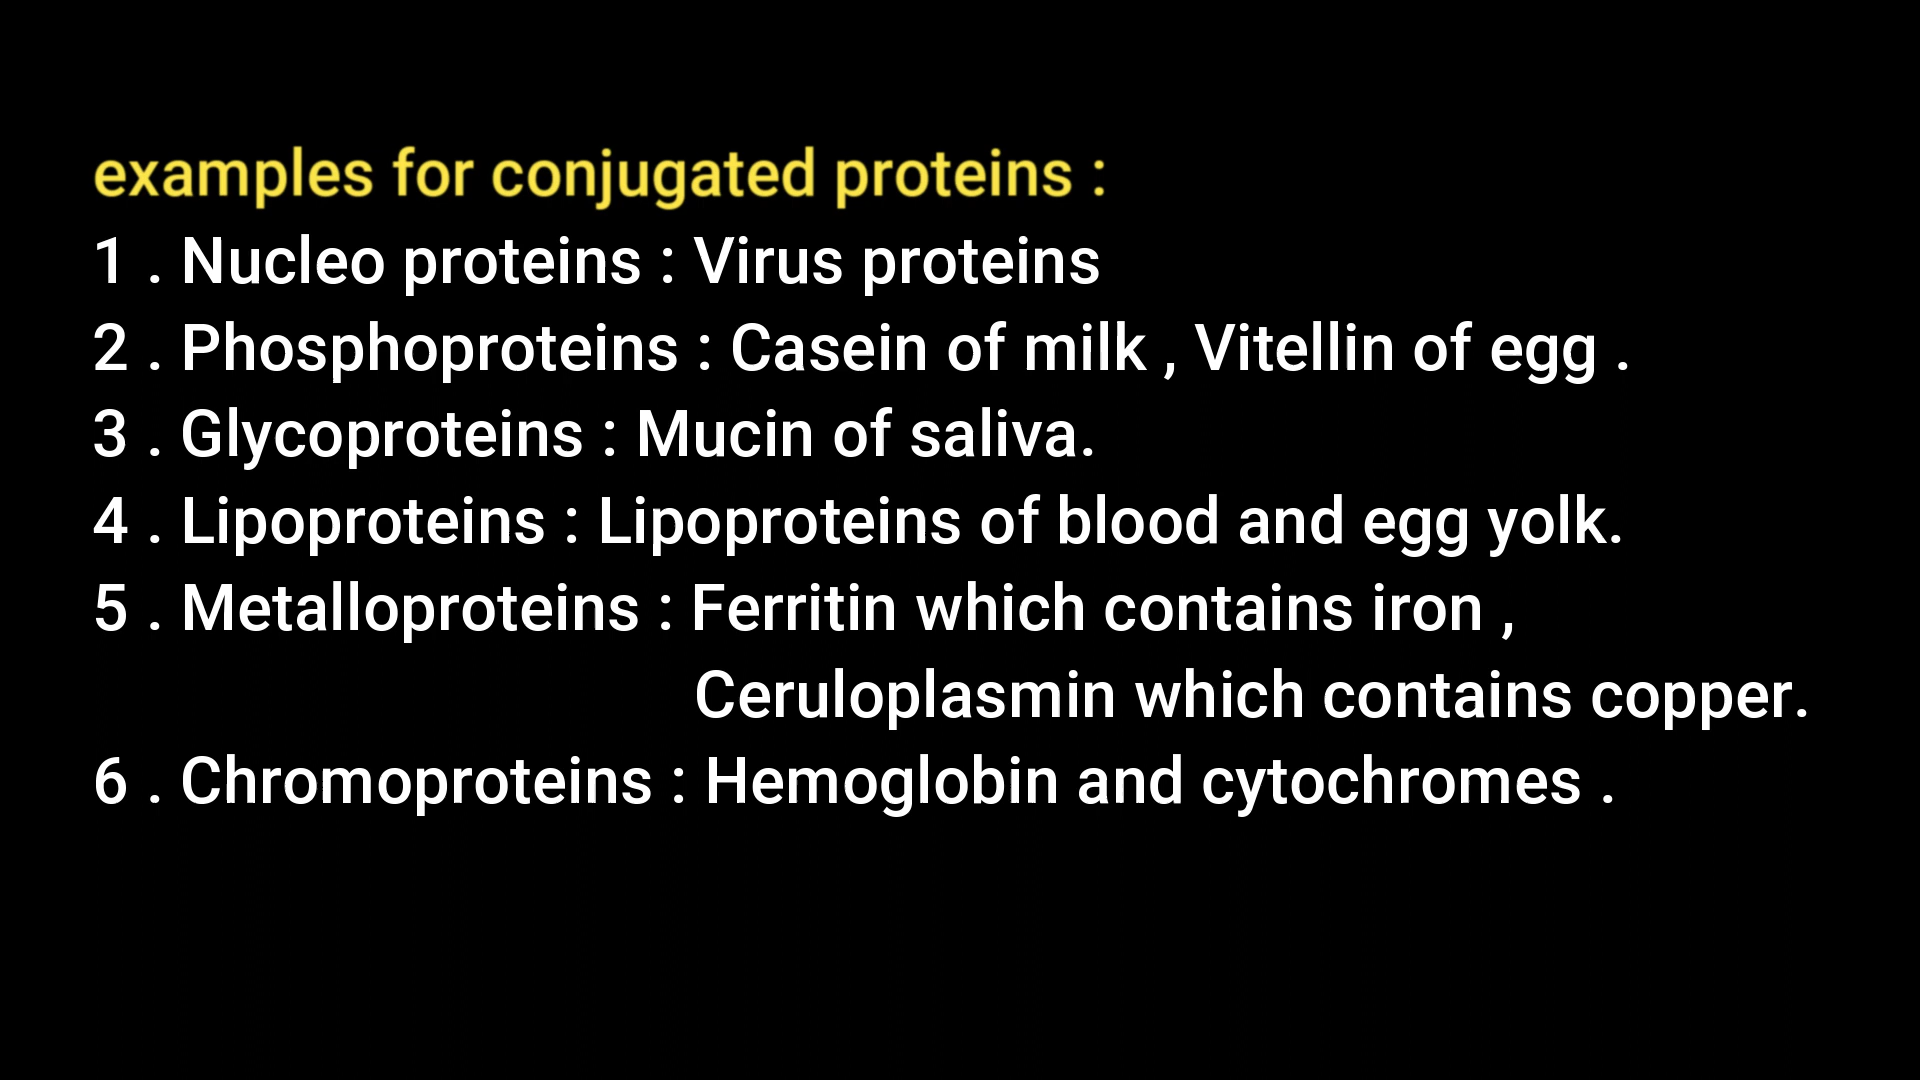 examples for conjugated proteins :
1 . Nucleo proteins : Virus proteins
2 . Phosphoproteins : Casein of milk , Vitellin of egg .
3 . Glycoproteins : Mucin of saliva.
4 . Lipoproteins : Lipoproteins of blood and egg yolk.
5 . Metalloproteins : Ferritin which contains iron ,
Ceruloplasmin which contains copper.
6 . Chromoproteins : Hemoglobin and cytochromes .